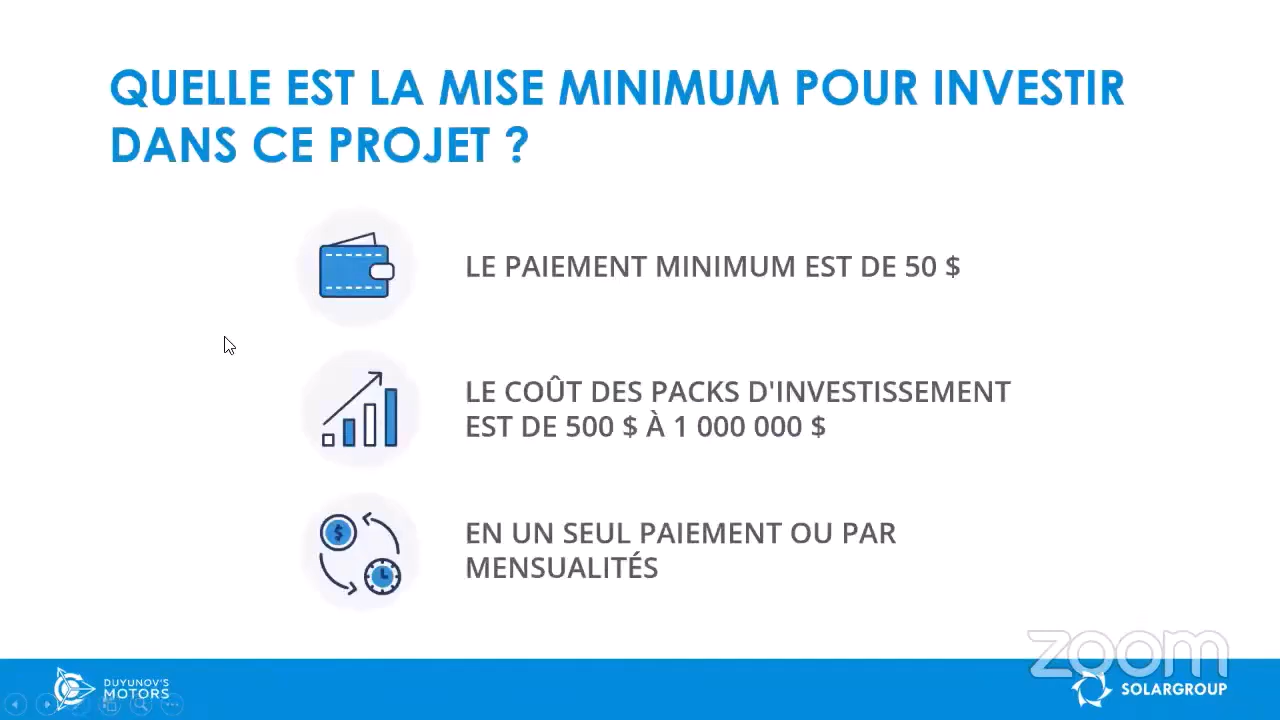 QUELLE EST LA MISE MINIMUM POUR INVESTIR
DANS CE PROJET ?
LE PAIEMENT MINIMUM EST DE 50 $
LE COÛT DES PACKS D'INVESTISSEMENT
EST DE 500 $ À 1 000 000 $
EN UN SEUL PAIEMENT OU PAR
MENSUALITÉS
zoom
DUYUNOV'S
MOTORS
SOLARGROUP